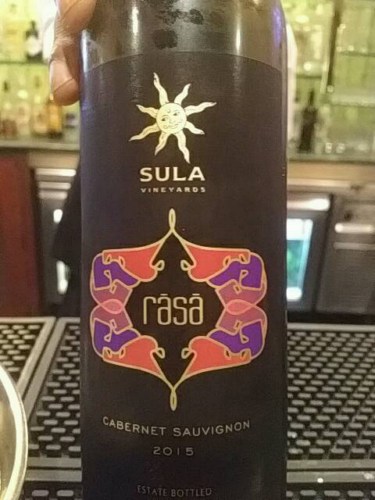 SULA
VINEYARDS
rāsā
CABERNET SAUVIGNON
2015
ESTATE BOTTLED